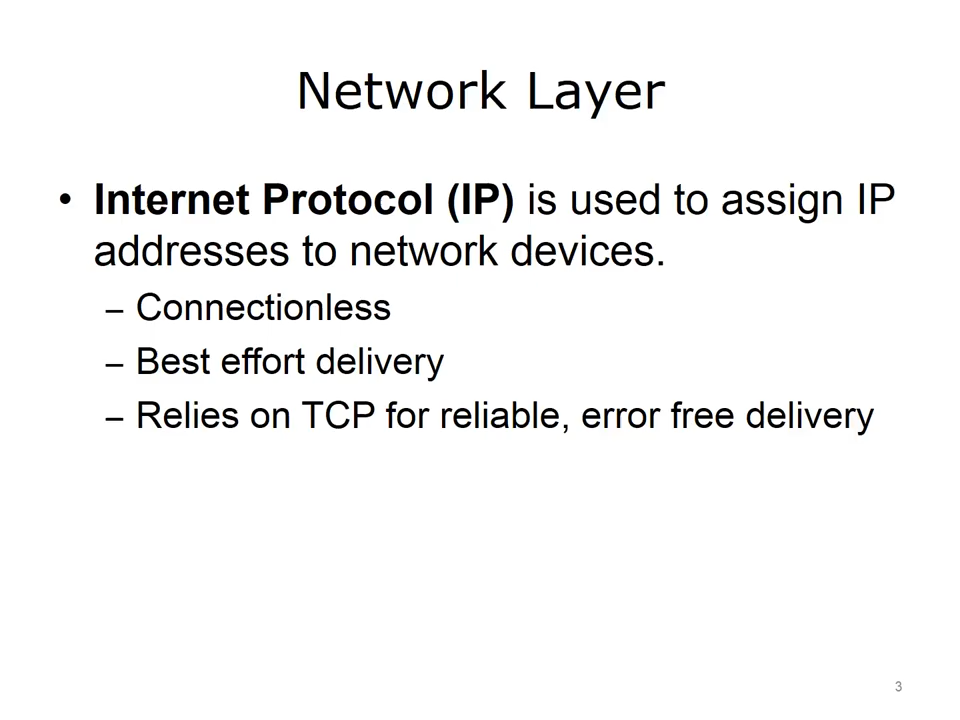 Network Layer
• Internet Protocol (IP) is used to assign IP
addresses to network devices.
– Connectionless
– Best effort delivery
– Relies on TCP for reliable, error free delivery
3